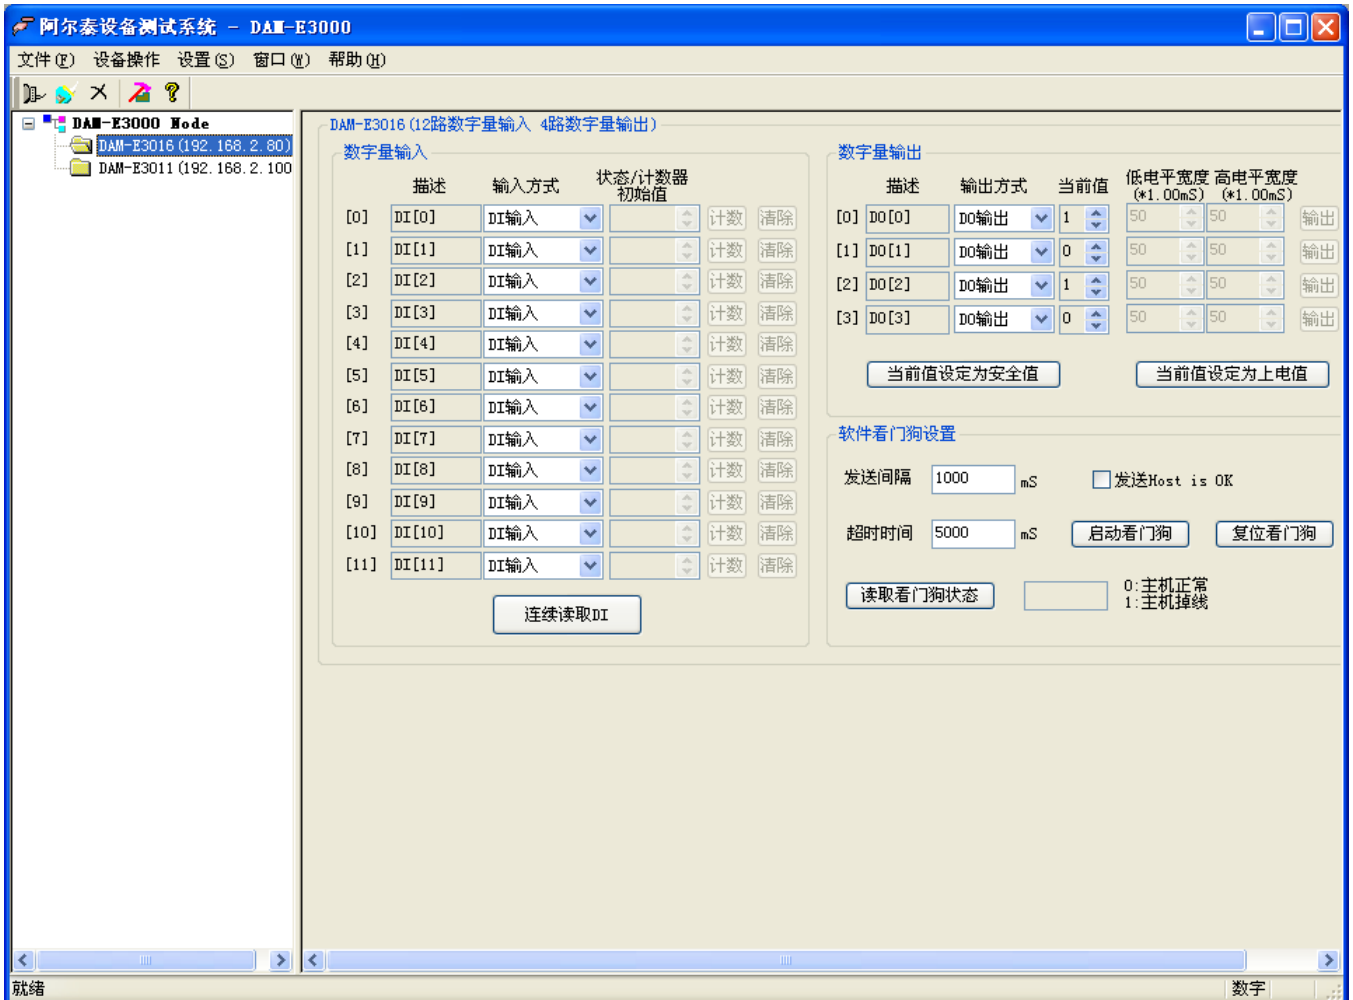 阿尔泰设备测试系统 - DAM-E3000
文件(F) 设备操作 设置(S) 窗口(W) 帮助(H)
DAM-E3000 Node
DAM-E3016(192.168.2.80)
DAM-E3011(192.168.2.100
DAM-E3016(12路数字量输入 4路数字量输出)
数字量输入
描述 输入方式 状态/计数器
初始值
[0] DI[0] DI输入 计数 清除
[1] DI[1] DI输入 计数 清除
[2] DI[2] DI输入 计数 清除
[3] DI[3] DI输入 计数 清除
[4] DI[4] DI输入 计数 清除
[5] DI[5] DI输入 计数 清除
[6] DI[6] DI输入 计数 清除
[7] DI[7] DI输入 计数 清除
[8] DI[8] DI输入 计数 清除
[9] DI[9] DI输入 计数 清除
[10] DI[10] DI输入 计数 清除
[11] DI[11] DI输入 计数 清除
连续读取DI
数字量输出
描述 输出方式 当前值 低电平宽度 高电平宽度
(*1.00mS) (*1.00mS)
[0] DO[0] DO输出 1 50 50 输出
[1] DO[1] DO输出 0 50 50 输出
[2] DO[2] DO输出 1 50 50 输出
[3] DO[3] DO输出 0 50 50 输出
当前值设定为安全值 当前值设定为上电值
软件看门狗设置
发送间隔 1000 mS 发送Host is OK
超时时间 5000 mS 启动看门狗 复位看门狗
读取看门狗状态 0:主机正常
1:主机掉线
就绪 数字